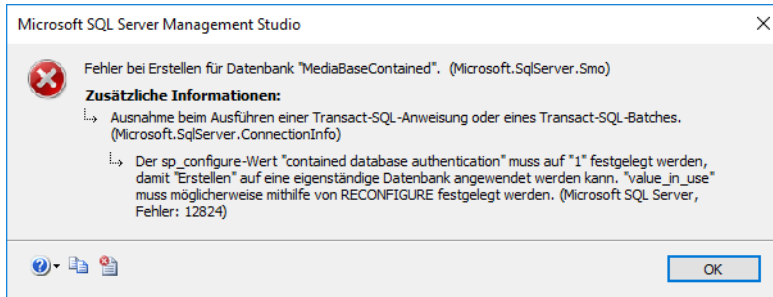 Microsoft SQL Server Management Studio
Fehler bei Erstellen für Datenbank "MediaBaseContained". (Microsoft.SqlServer.Smo)
Zusätzliche Informationen:
Ausnahme beim Ausführen einer Transact-SQL-Anweisung oder eines Transact-SQL-Batches.
(Microsoft.SqlServer.ConnectionInfo)
Der sp_configure-Wert "contained database authentication" muss auf "1" festgelegt werden,
damit "Erstellen" auf eine eigenständige Datenbank angewendet werden kann. "value_in_use"
muss möglicherweise mithilfe von RECONFIGURE festgelegt werden. (Microsoft SQL Server,
Fehler: 12824)
OK